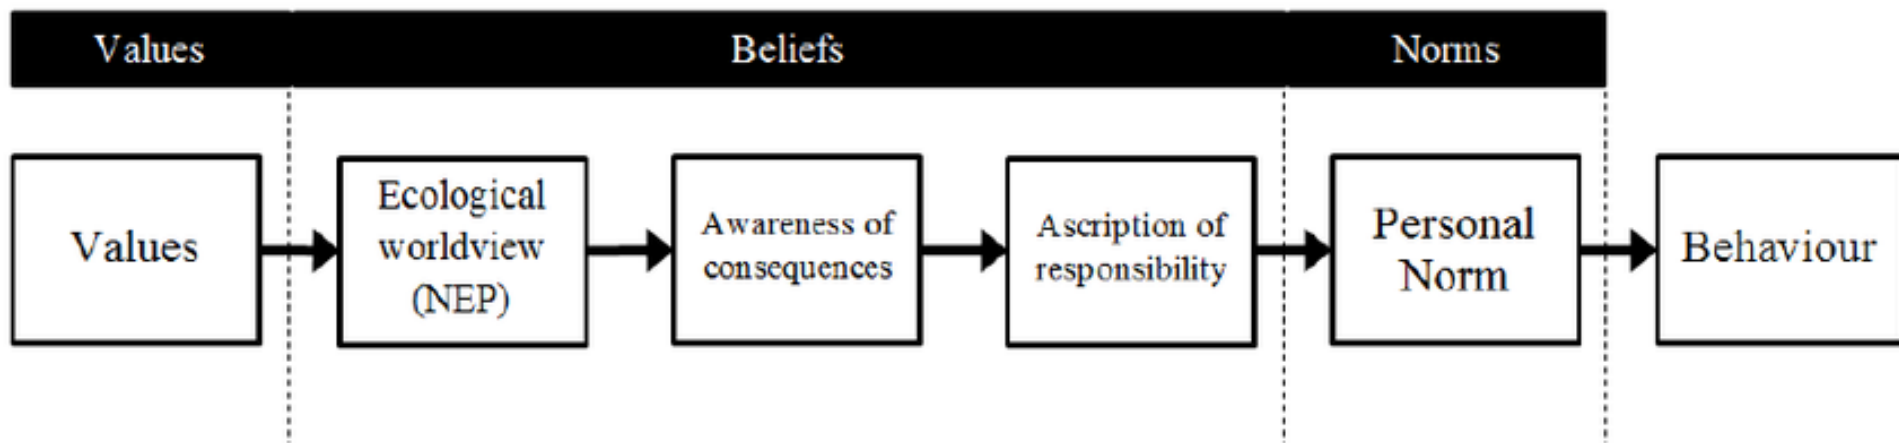 Values
Beliefs
Norms
Values
Ecological
worldview
(NEP)
Awareness of
consequences
Ascription of
responsibility
Personal
Norm
Behaviour